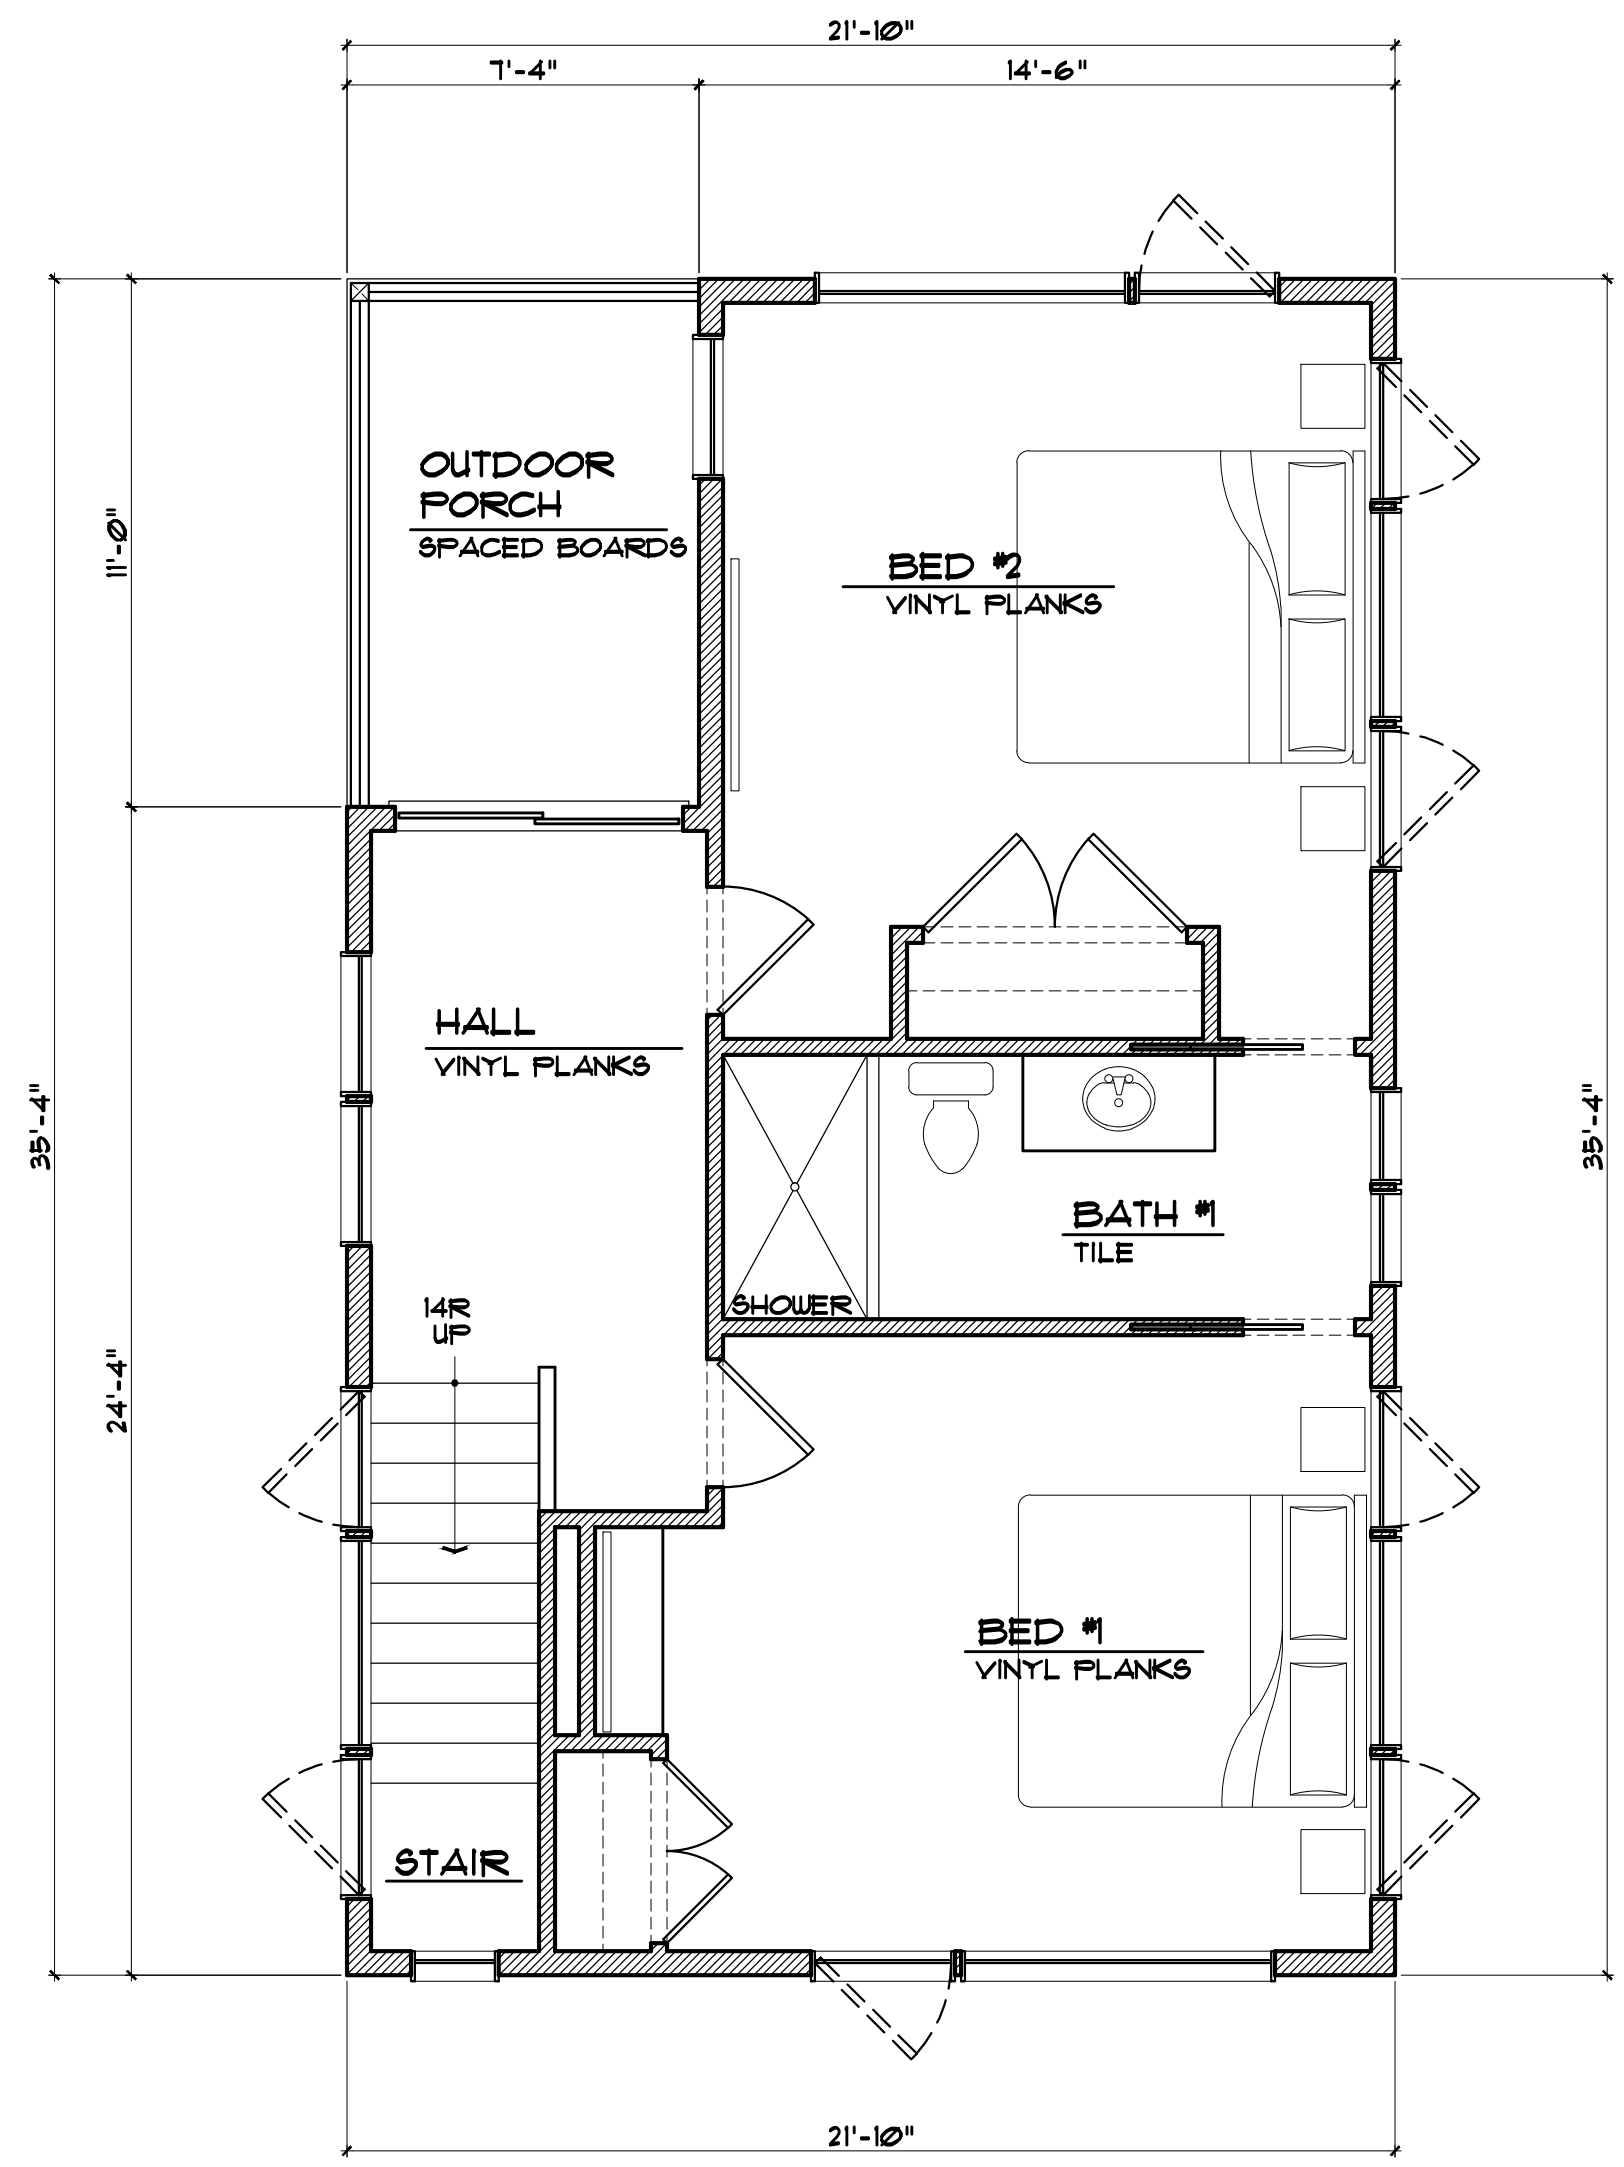 21'-10"
7'-4"
14'-6"
OUTDOOR
PORCH
SPACED BOARDS
11'-0"
BED #2
VINYL PLANKS
HALL
VINYL PLANKS
35'-4"
35'-4"
BATH #1
TILE
SHOWER
14R
UP
24'-4"
BED #1
VINYL PLANKS
STAIR
21'-10"